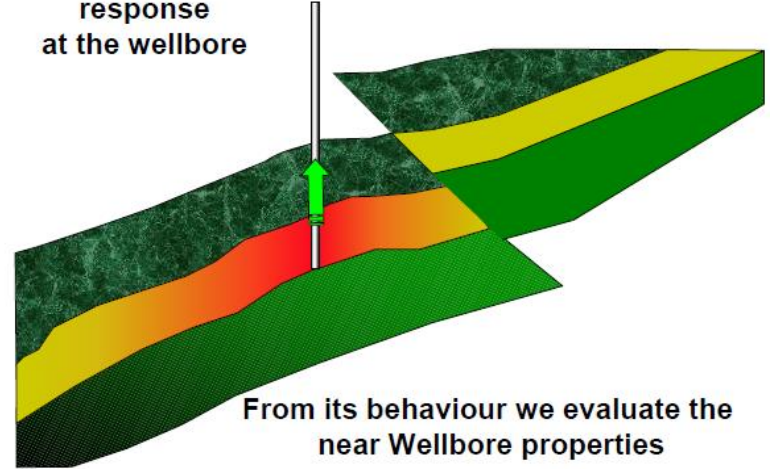 response
at the wellbore
From its behaviour we evaluate the
near Wellbore properties